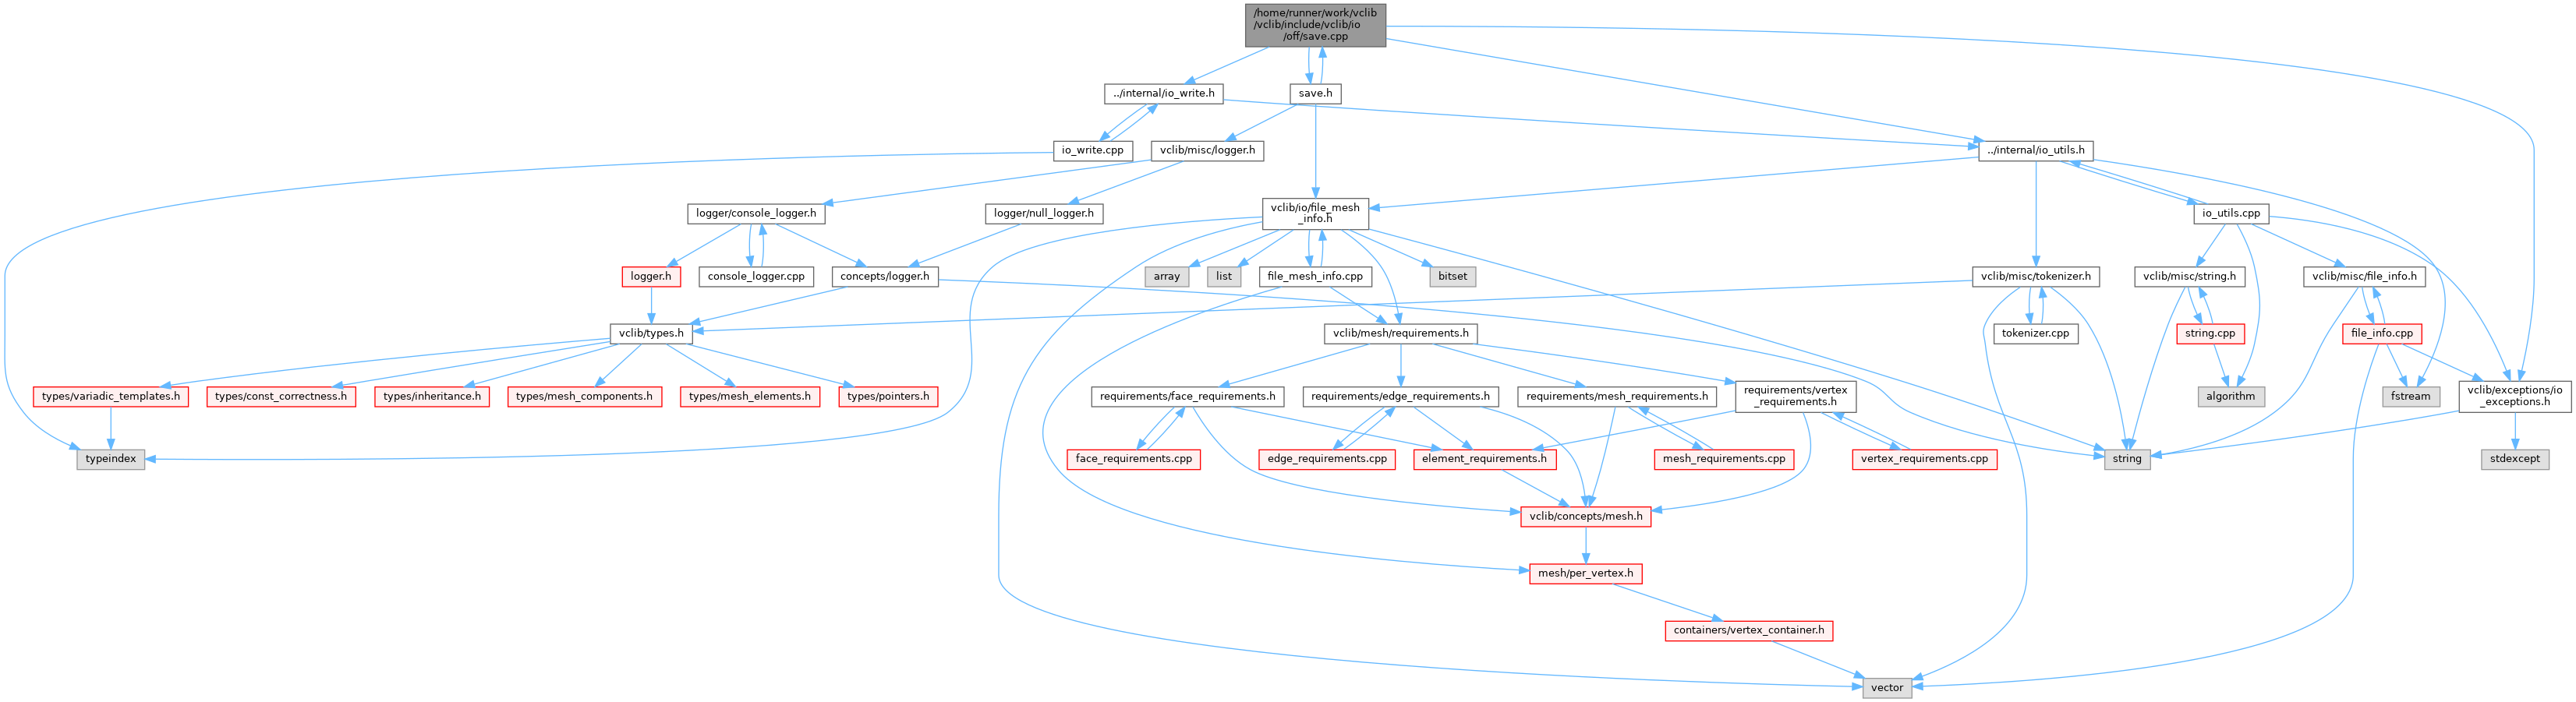 /home/runner/work/vclib
/vclib/include/vclib/io
/off/save.cpp
../internal/io_write.h
save.h
io_write.cpp
vclib/misc/logger.h
../internal/io_utils.h
logger/console_logger.h
logger/null_logger.h
vclib/io/file_mesh
_info.h
io_utils.cpp
logger.h
console_logger.cpp
concepts/logger.h
array
list
file_mesh_info.cpp
bitset
vclib/misc/tokenizer.h
vclib/misc/string.h
vclib/misc/file_info.h
vclib/types.h
vclib/mesh/requirements.h
tokenizer.cpp
string.cpp
file_info.cpp
types/variadic_templates.h
types/const_correctness.h
types/inheritance.h
types/mesh_components.h
types/mesh_elements.h
types/pointers.h
requirements/face_requirements.h
requirements/edge_requirements.h
requirements/mesh_requirements.h
requirements/vertex
_requirements.h
algorithm
fstream
vclib/exceptions/io
_exceptions.h
typeindex
face_requirements.cpp
edge_requirements.cpp
element_requirements.h
mesh_requirements.cpp
vertex_requirements.cpp
string
stdexcept
vclib/concepts/mesh.h
mesh/per_vertex.h
containers/vertex_container.h
vector